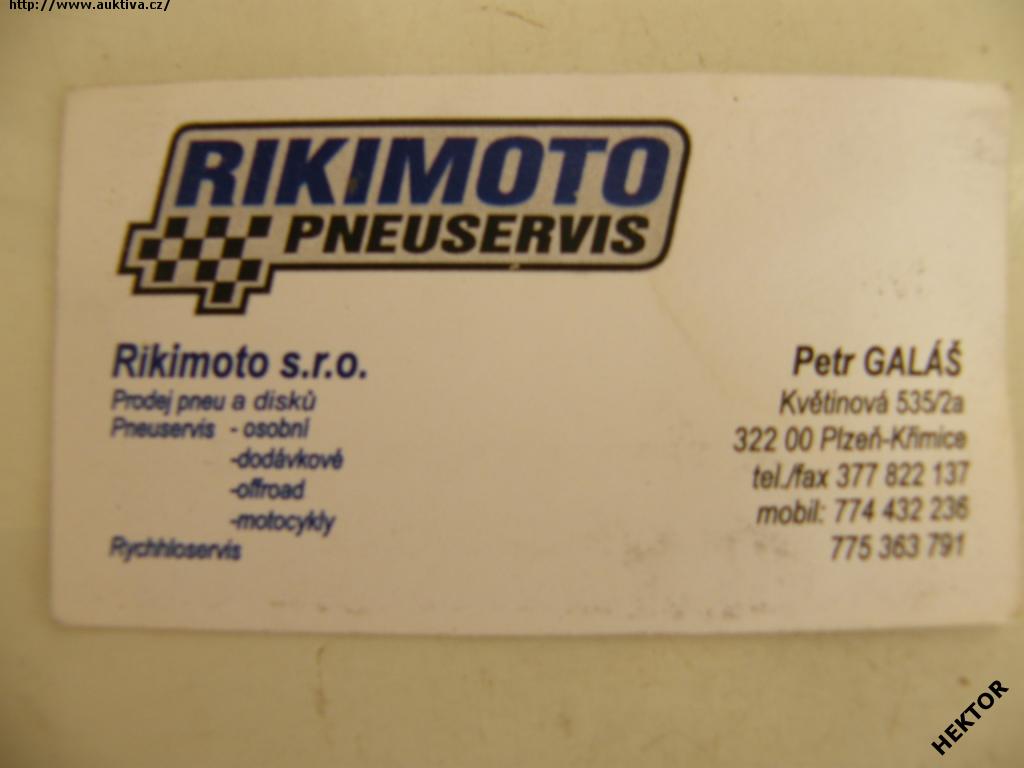 http://www.auktiva.cz/
RIKIMOTO
PNEUSERVIS
Rikimoto s.r.o.
Prodej pneu a disků
Pneuservis - osobní
-dodávkové
-offroad
-motocykly
Rychhloservis
Petr GALÁŠ
Květinová 535/2a
322 00 Plzeň-Křimice
tel./fax 377 822 137
mobil: 774 432 236
775 363 791
HEKTOR